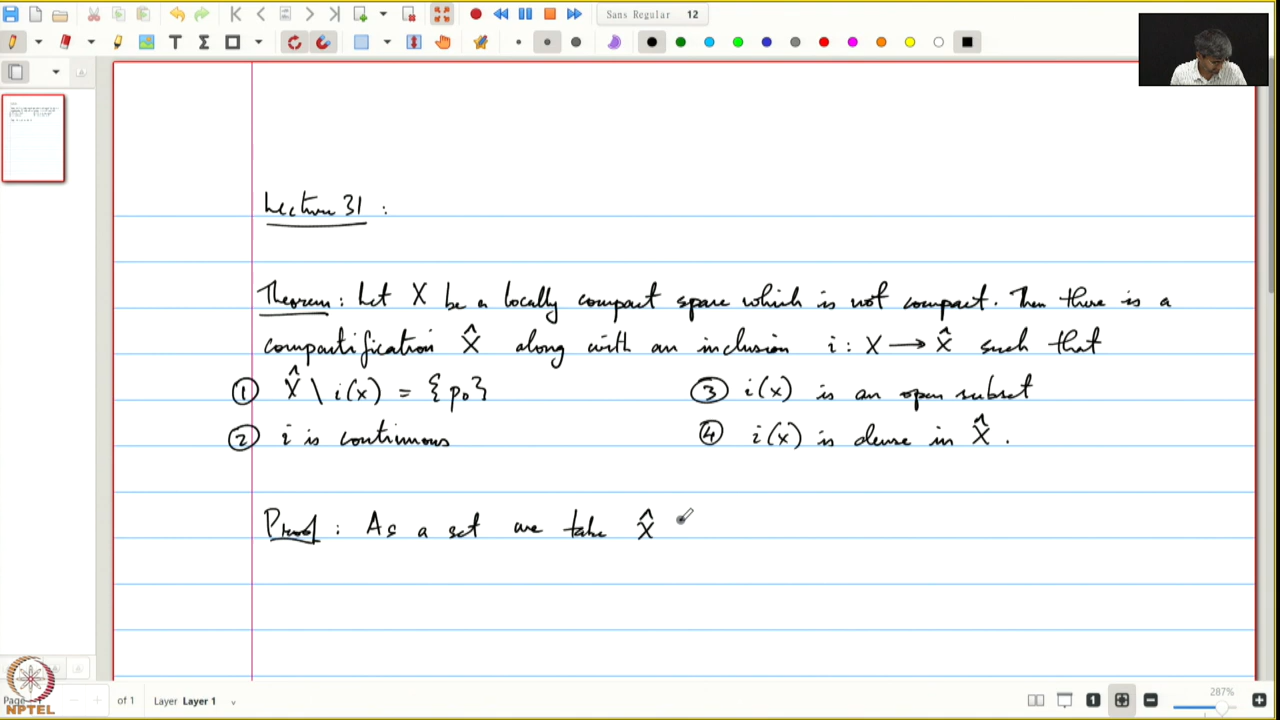 Sans Regular 12
Lecture 31 :
Theorem : Let X be a locally compact space which is not compact. Then there is a
compactification X̂ along with an inclusion i : X → X̂ such that
① X̂ \ i(x) = {p₀}
③ i(x) is an open subset
② i is continuous
④ i(x) is dense in X̂ .
Proof : As a set we take X̂
Page
of 1
Layer Layer 1
287%
NPTEL